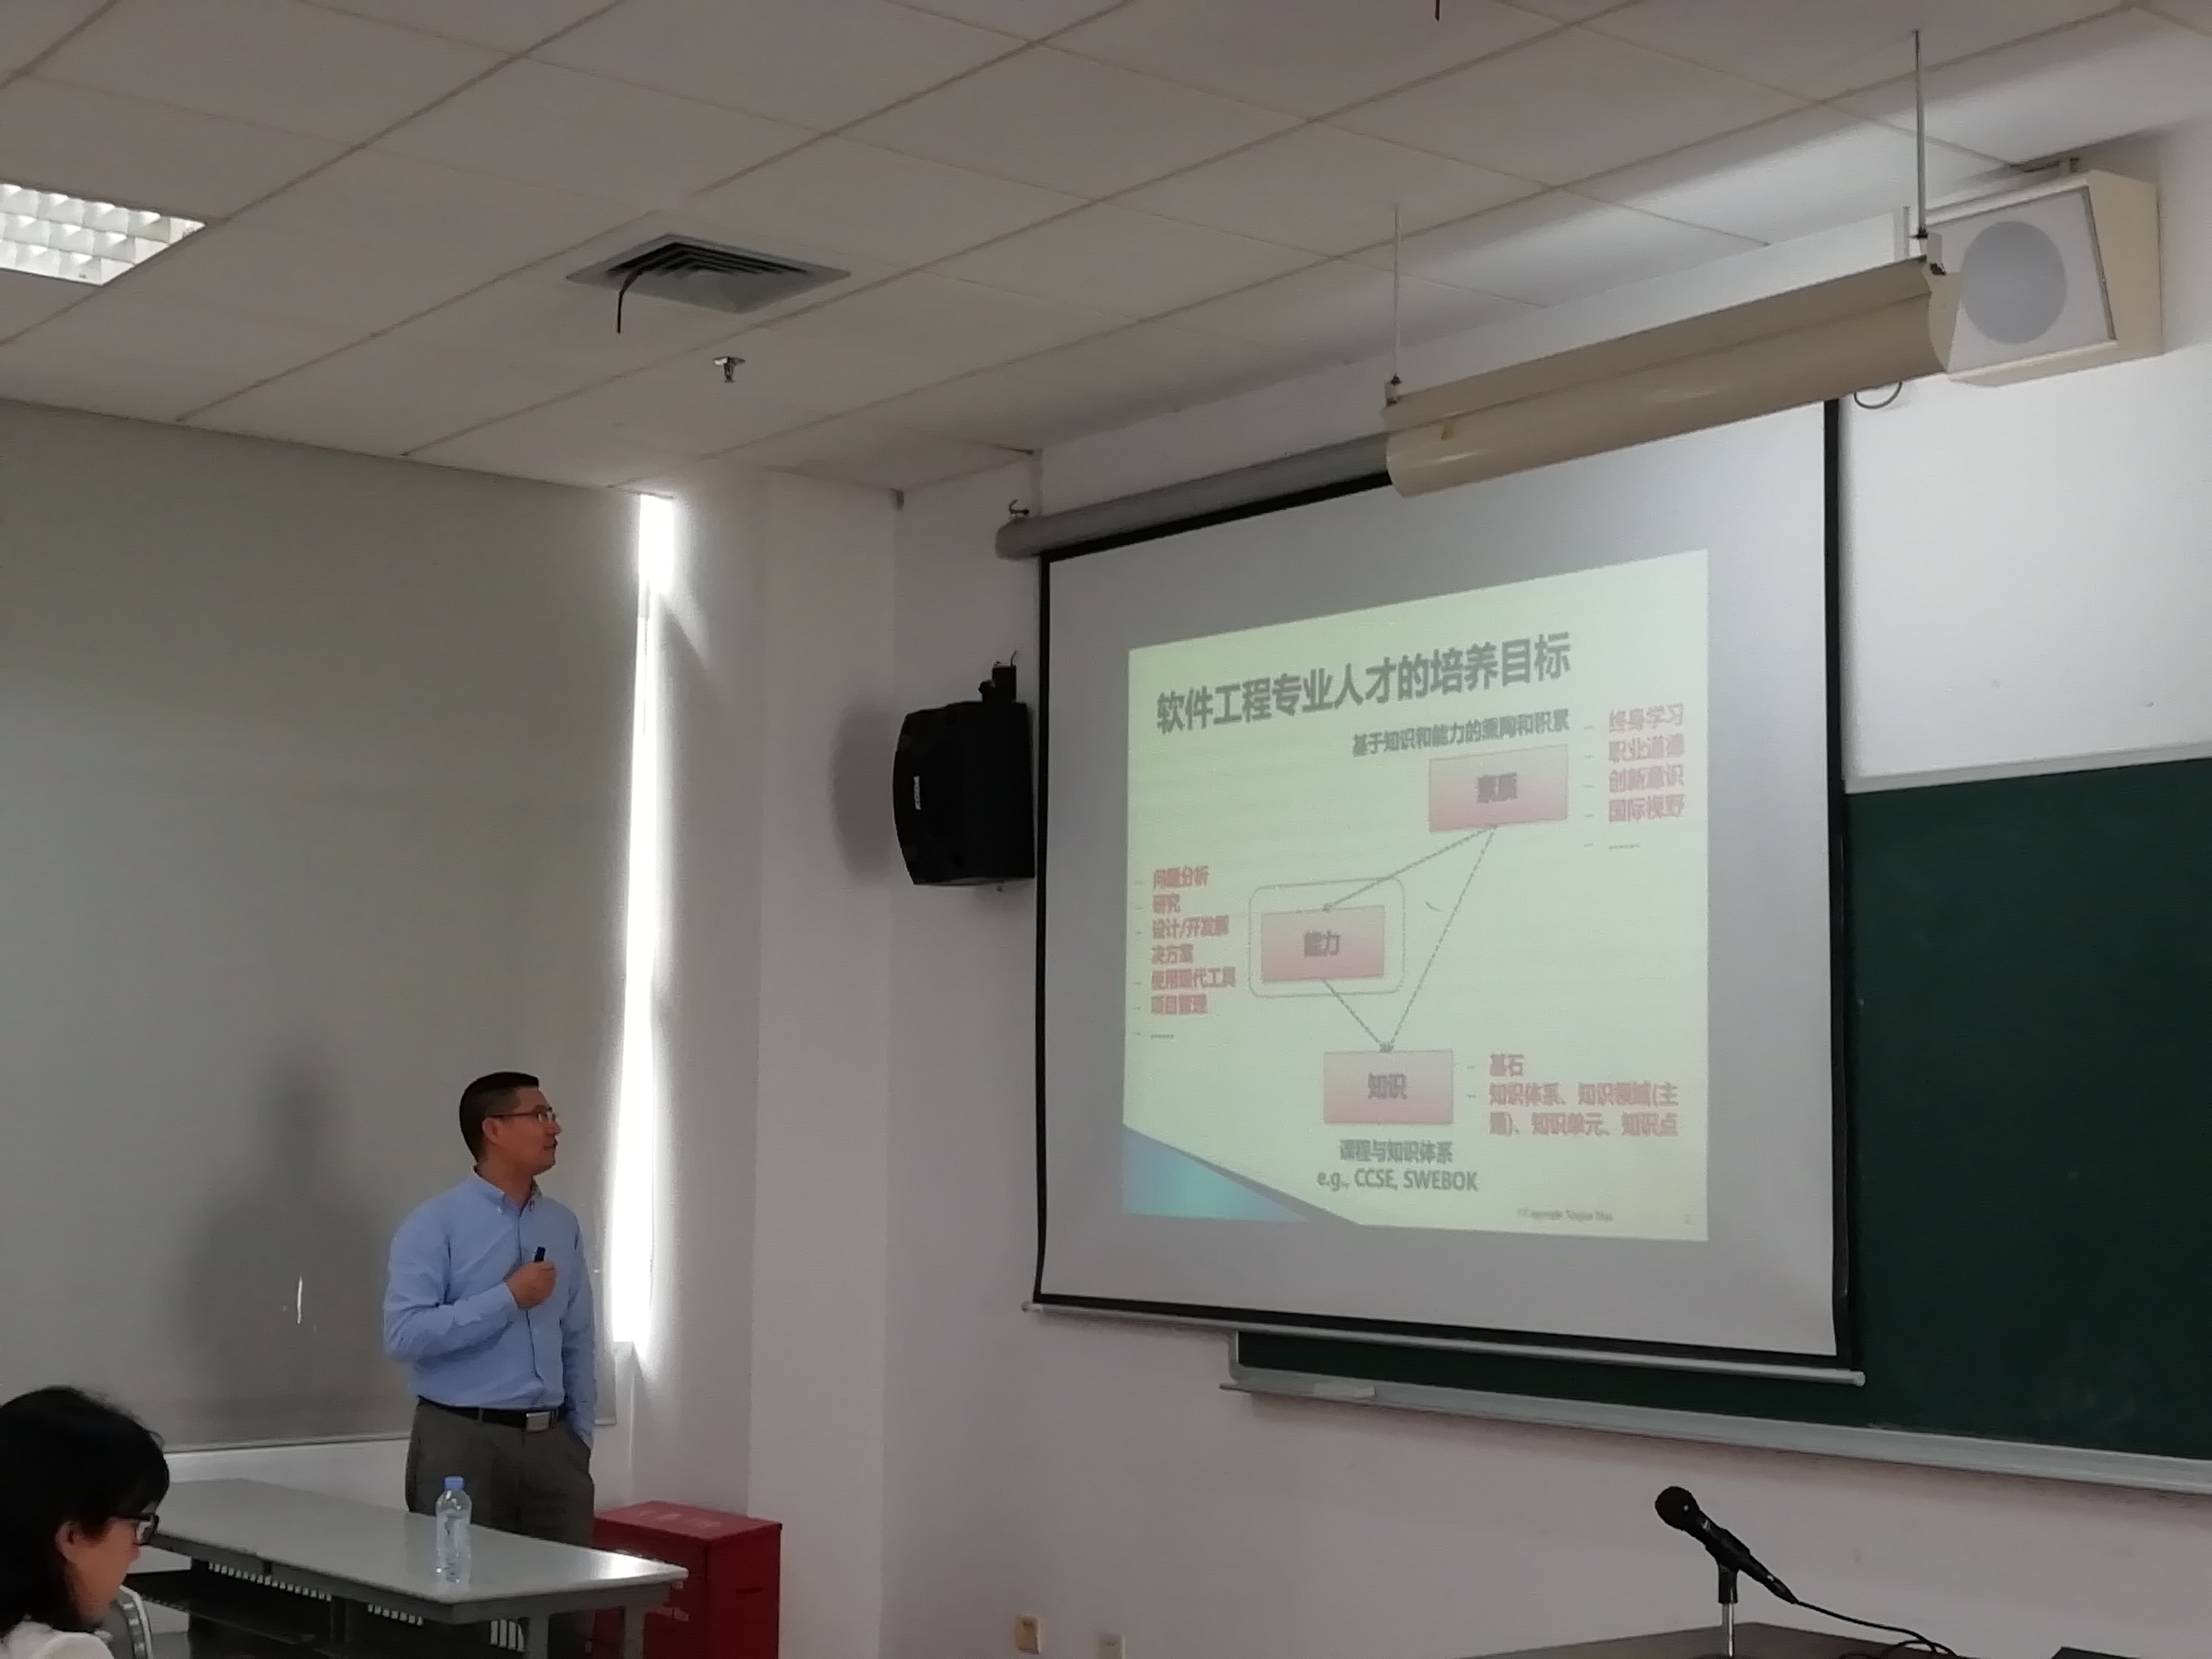 软件工程专业人才的培养目标
基于知识和能力的熏陶和积累
素质
- 终身学习
- 职业道德
- 创新意识
- 国际视野
- ......
- 问题分析
- 研究
- 设计/开发解
决方案
- 使用现代工具
- 项目管理
- ......
能力
知识
- 基石
- 知识体系、知识领域(主
题)、知识单元、知识点
课程与知识体系
e.g., CCSE, SWEBOK